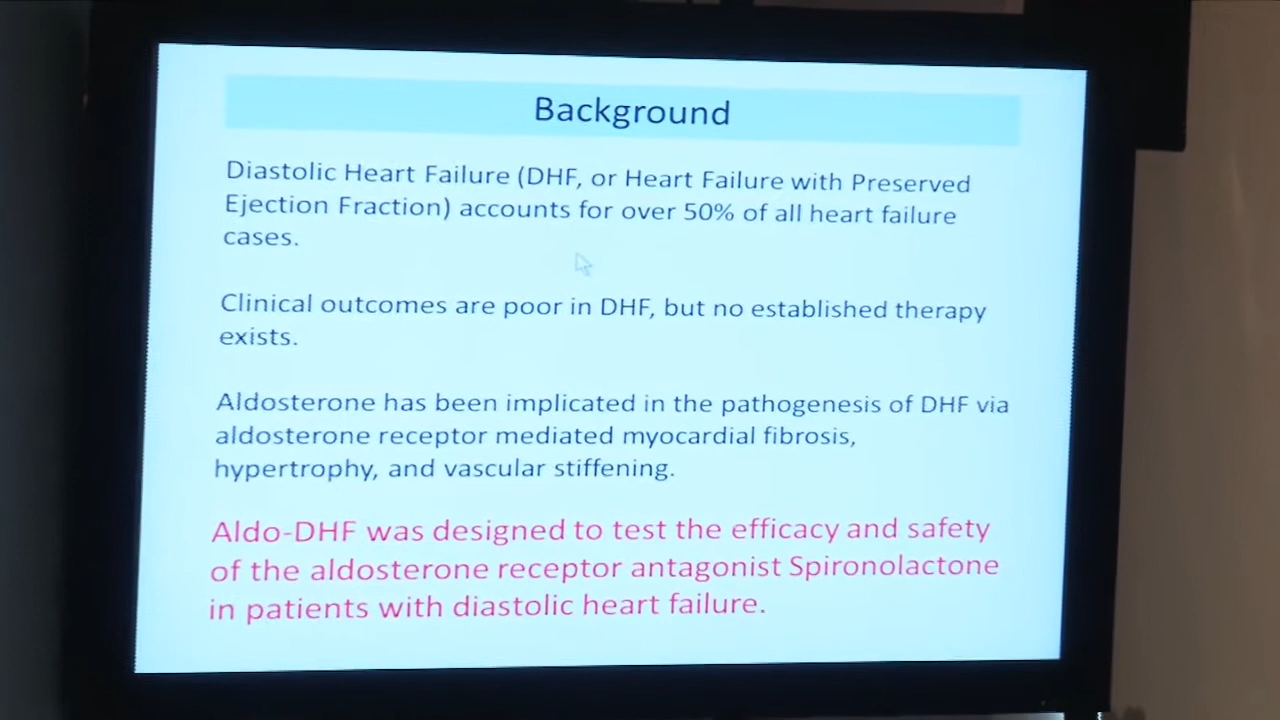 Background
Diastolic Heart Failure (DHF, or Heart Failure with Preserved
Ejection Fraction) accounts for over 50% of all heart failure
cases.
Clinical outcomes are poor in DHF, but no established therapy
exists.
Aldosterone has been implicated in the pathogenesis of DHF via
aldosterone receptor mediated myocardial fibrosis,
hypertrophy, and vascular stiffening.
Aldo-DHF was designed to test the efficacy and safety
of the aldosterone receptor antagonist Spironolactone
in patients with diastolic heart failure.